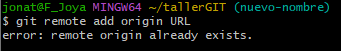 jonat@F_Joya MINGW64 ~/tallerGIT (nuevo-nombre)
$ git remote add origin URL
error: remote origin already exists.